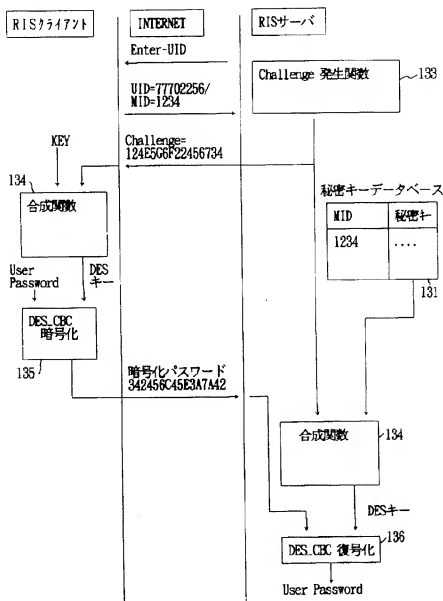 RISクライアント
INTERNET
RISサーバ
Enter-UID
Challenge 発生関数
133
UID=77702256/
MID=1234
Challenge=
124E5G6F22456734
KEY
134
合成関数
秘密キーデータベース
MID
秘密キー
1234
....
131
User
Password
DES
キー
DES_CBC
暗号化
135
暗号化パスワード
342456C45E3A7A42
合成関数
134
DESキー
136
DES_CBC 復号化
User Password